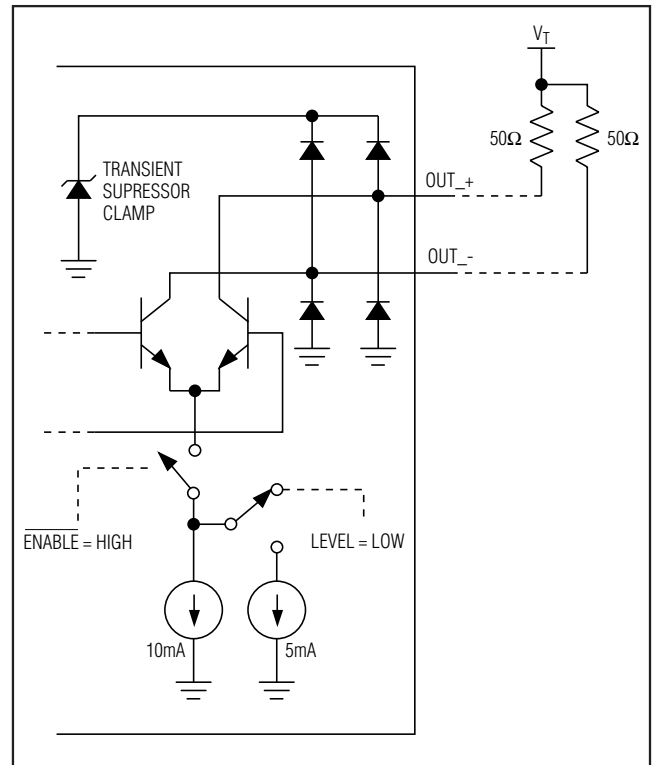 V_T
50Ω
50Ω
TRANSIENT
SUPRESSOR
CLAMP
OUT_+
OUT_-
ENABLE = HIGH
LEVEL = LOW
10mA
5mA